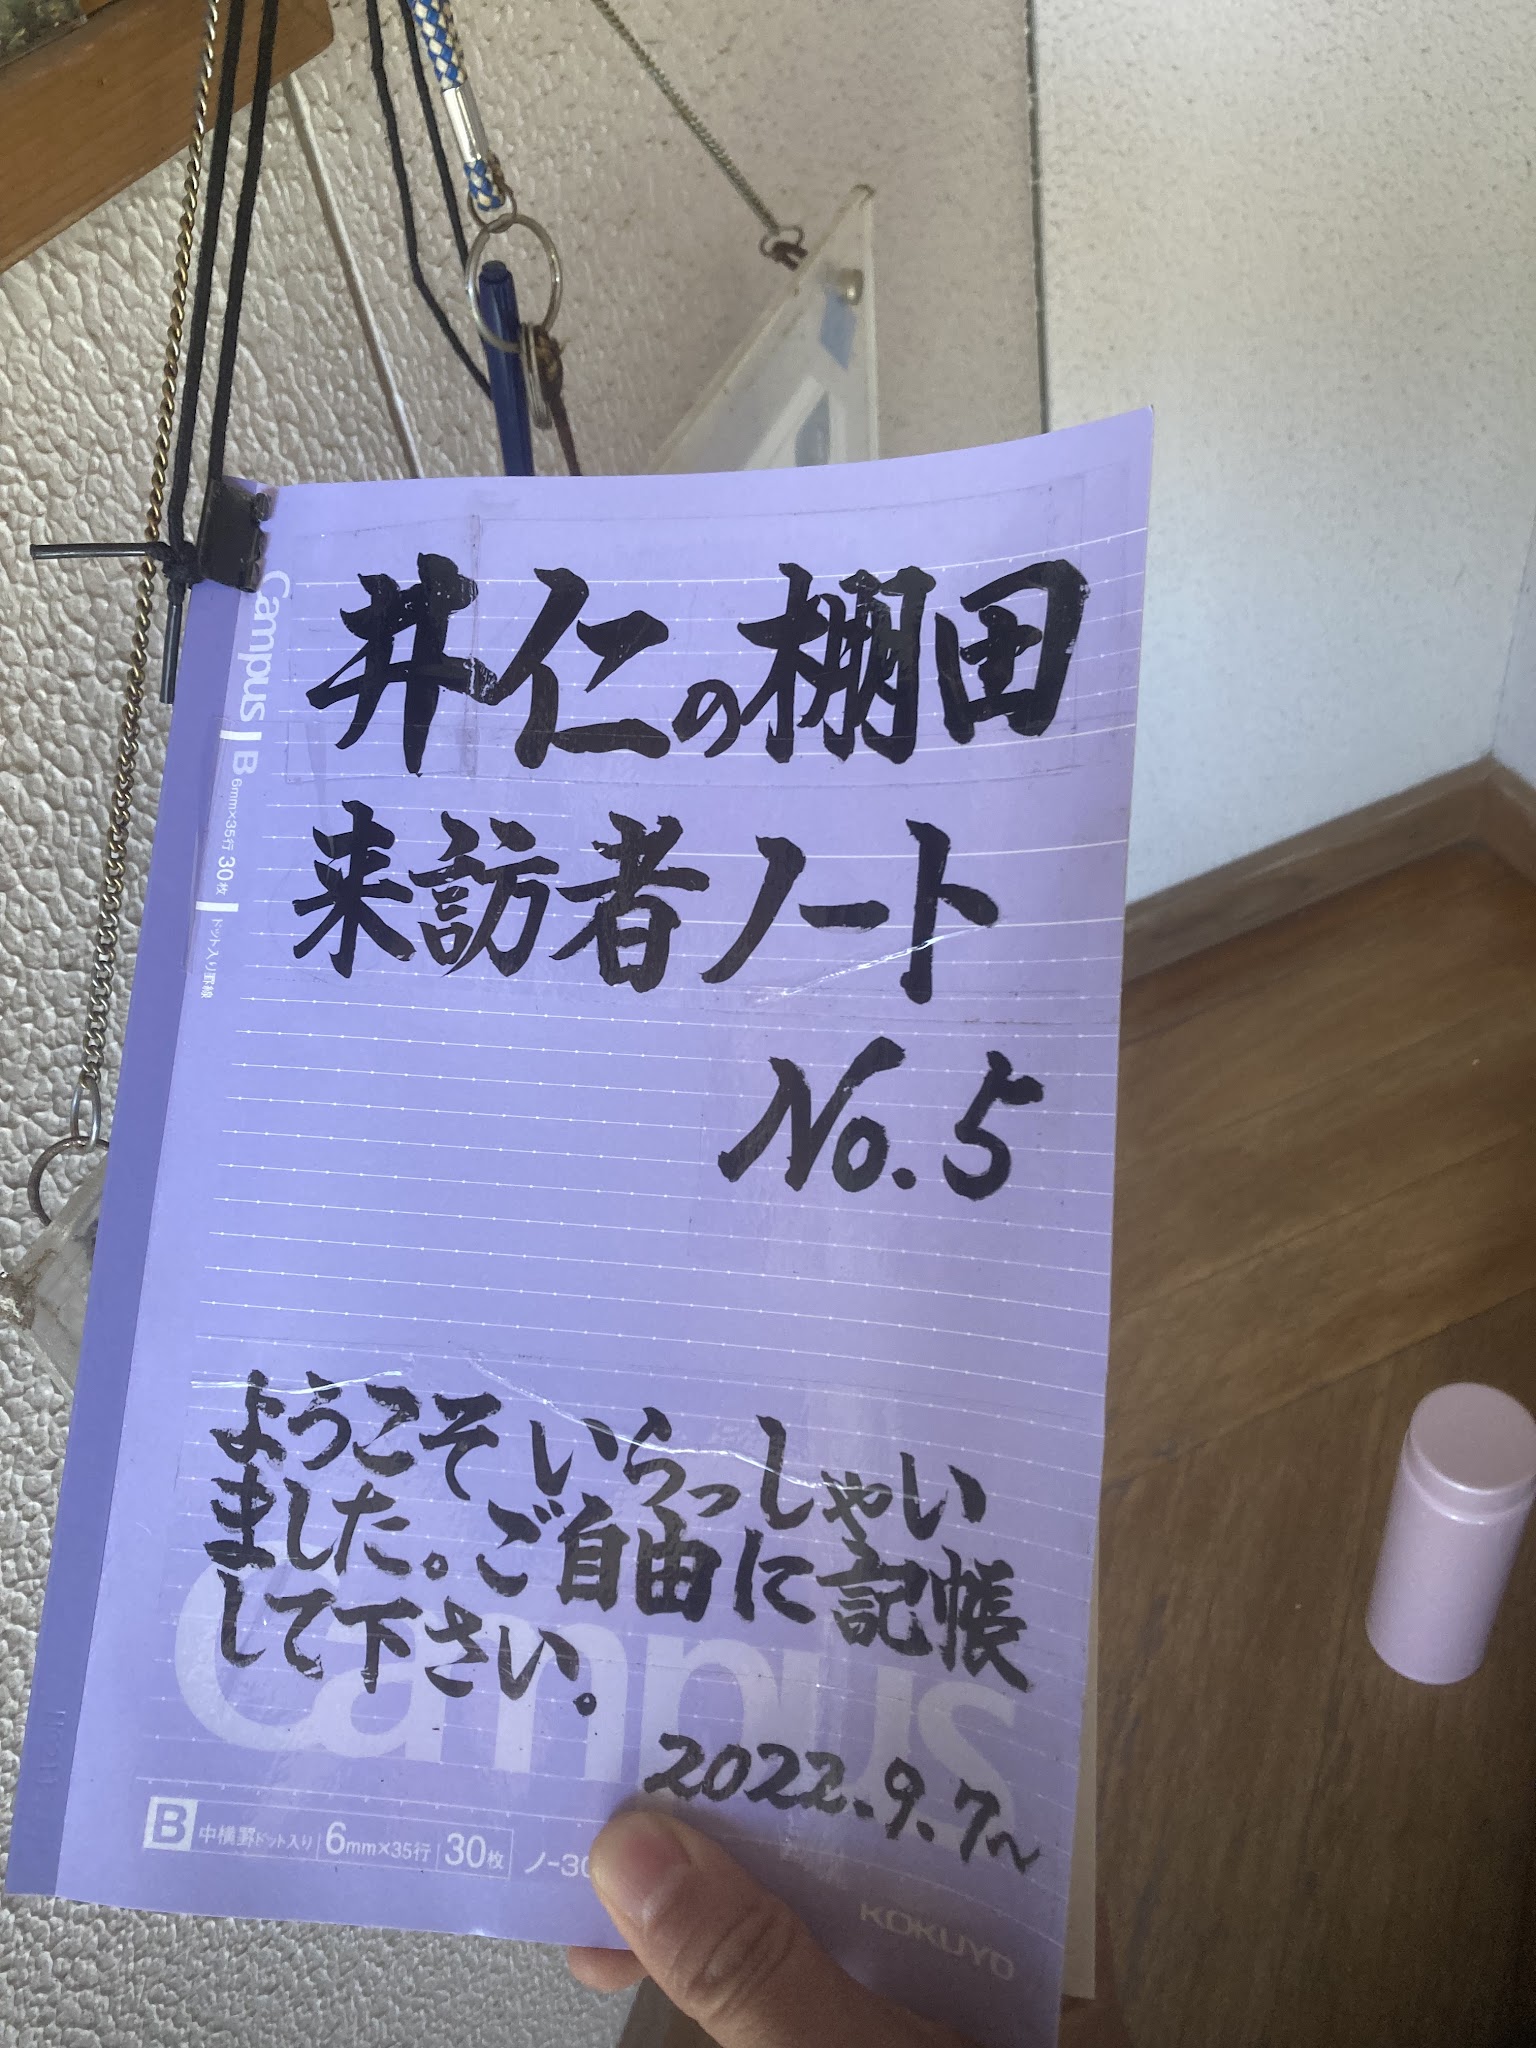 井仁の棚田
来訪者ノート
No.5
ようこそいらっしゃい
ました。ご自由に記帳
して下さい。
2022.9.7~
Campus
B 中横罫ドット入り 6mm×35行 30枚 ノ-30
KOKUYO
Campus B 6mm×35行 30枚 ドット入り罫線